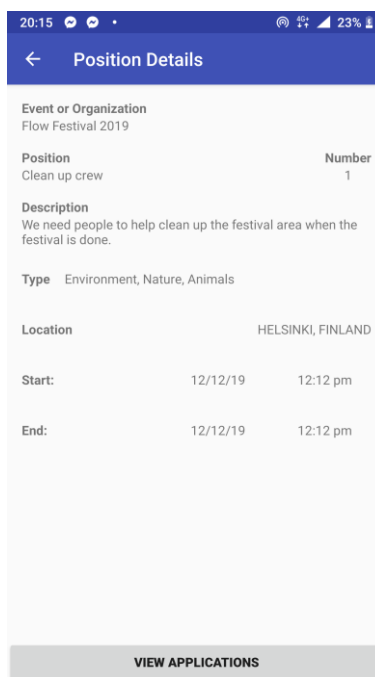 20:15 4G+ 23%
Position Details
Event or Organization
Flow Festival 2019
Position Number
Clean up crew 1
Description
We need people to help clean up the festival area when the
festival is done.
Type Environment, Nature, Animals
Location HELSINKI, FINLAND
Start: 12/12/19 12:12 pm
End: 12/12/19 12:12 pm
VIEW APPLICATIONS